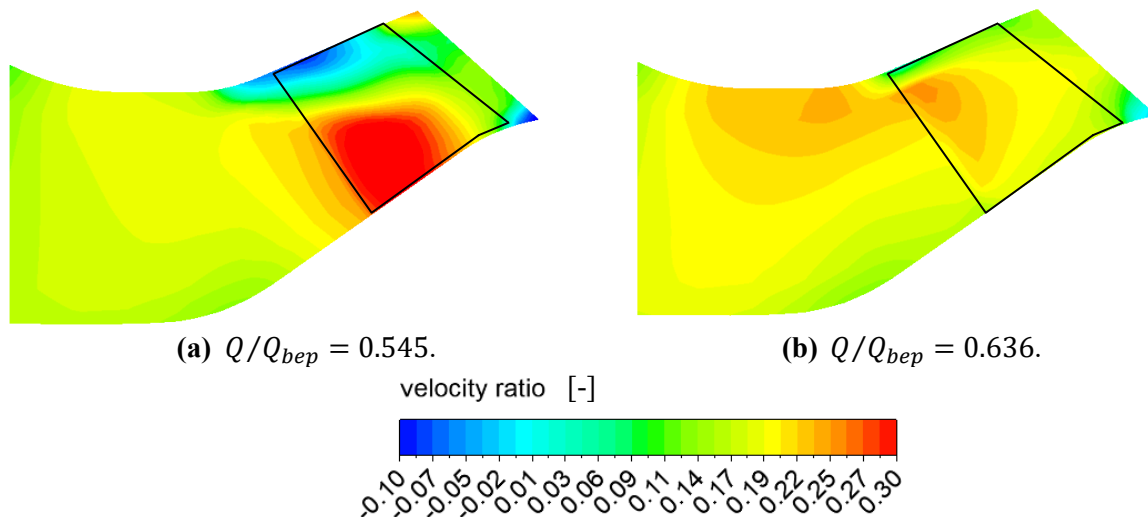 (a) Q/Q_bep = 0.545.
(b) Q/Q_bep = 0.636.
velocity ratio [-]
-0.10 -0.07 -0.05 -0.02 0.01 0.03 0.06 0.09 0.11 0.14 0.17 0.19 0.22 0.25 0.27 0.30